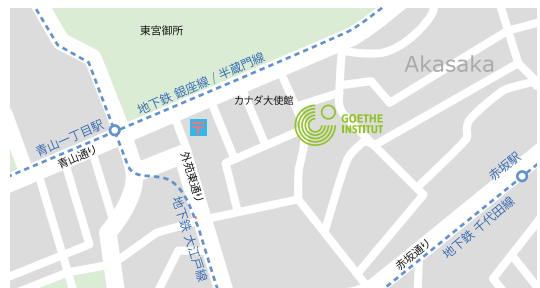 東宮御所
地下鉄 銀座線 / 半蔵門線
Akasaka
カナダ大使館
GOETHE
INSTITUT
青山一丁目駅
青山通り
〒
外苑東通り
赤坂駅
地下鉄 大江戸線
地下鉄 千代田線
赤坂通り